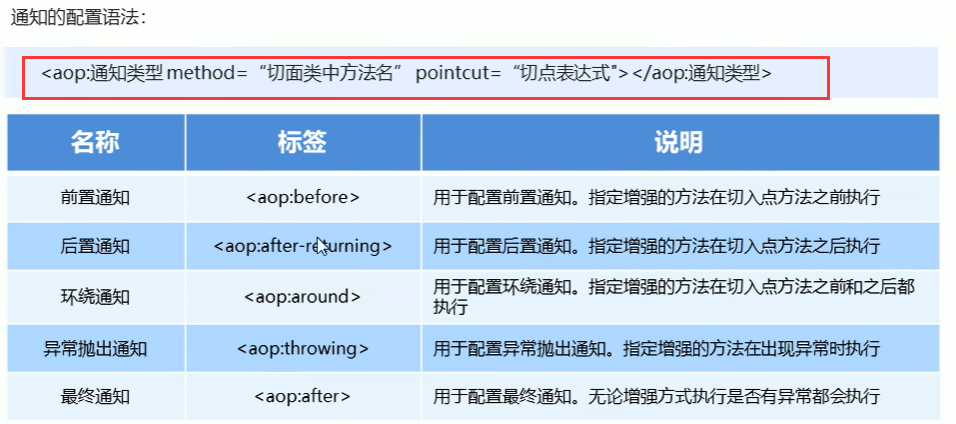 通知的配置语法：
<aop:通知类型 method=“切面类中方法名” pointcut=“切点表达式"></aop:通知类型>
名称 标签 说明
前置通知 <aop:before> 用于配置前置通知。指定增强的方法在切入点方法之前执行
后置通知 <aop:after-returning> 用于配置后置通知。指定增强的方法在切入点方法之后执行
环绕通知 <aop:around> 用于配置环绕通知。指定增强的方法在切入点方法之前和之后都
执行
异常抛出通知 <aop:throwing> 用于配置异常抛出通知。指定增强的方法在出现异常时执行
最终通知 <aop:after> 用于配置最终通知。无论增强方式执行是否有异常都会执行